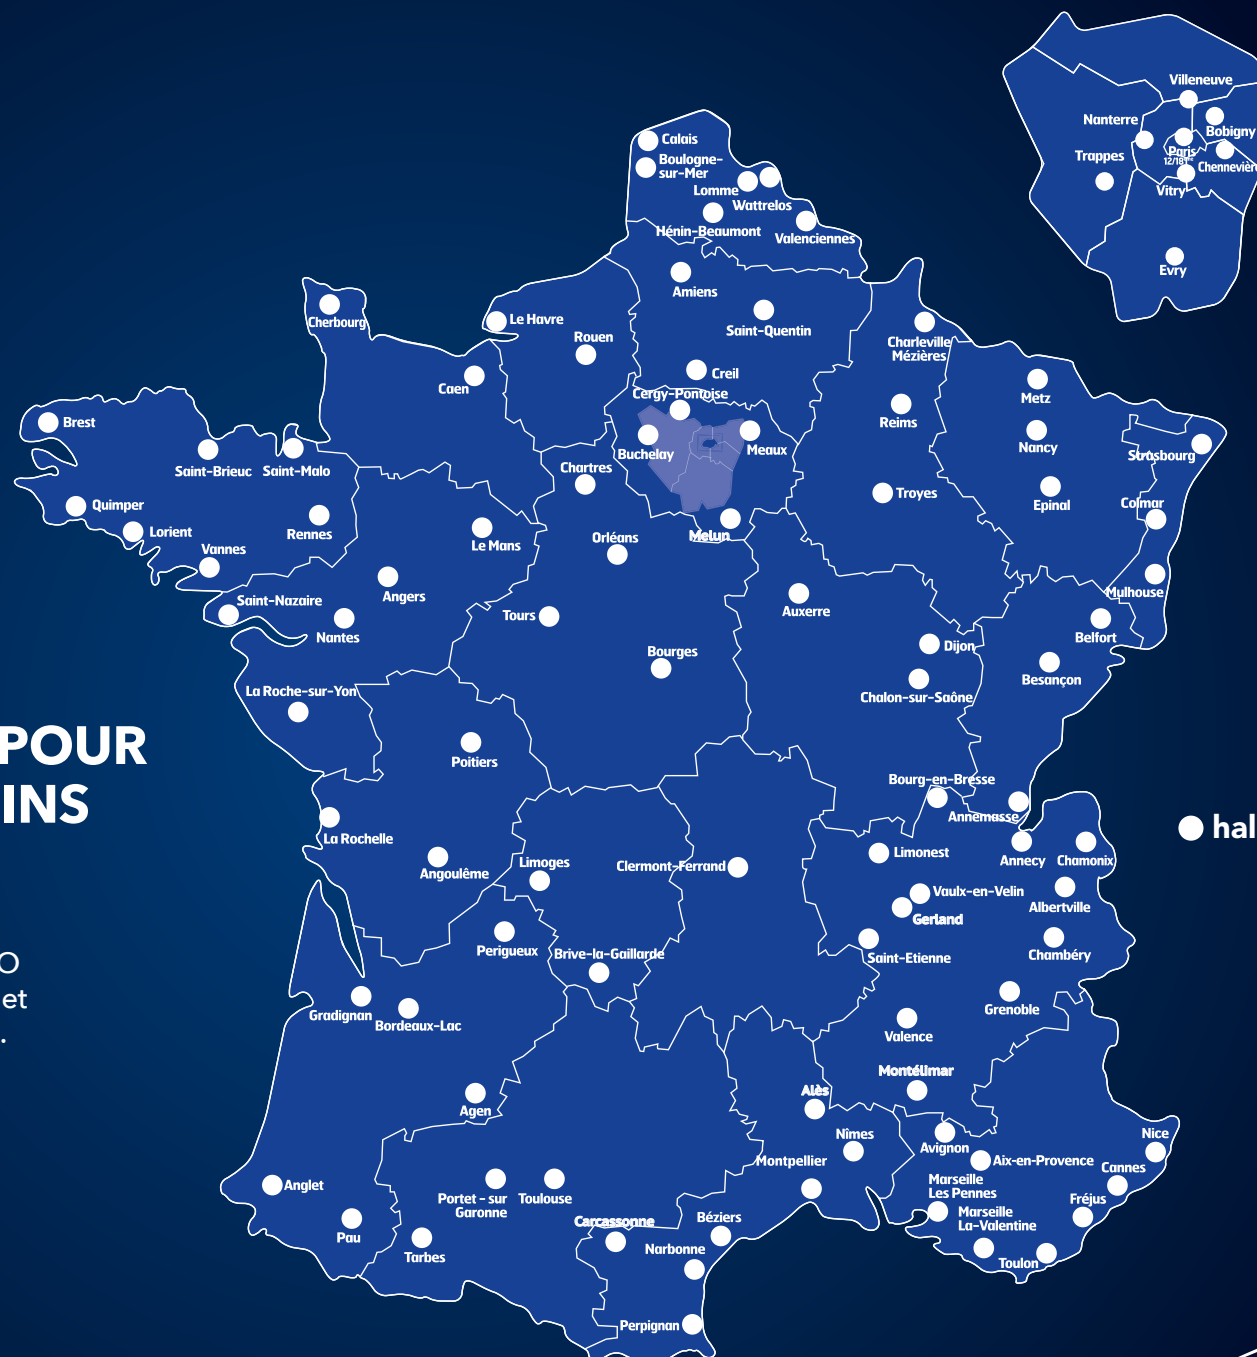 Villeneuve
Nanterre
Bobigny
Paris
12/18
Trappes
Chennevière
Vitry
Evry
Calais
Boulogne-
sur-Mer
Lomme
Wattrelos
Hénin-Beaumont
Valenciennes
Amiens
Saint-Quentin
Cherbourg
Le Havre
Rouen
Charleville
Mézières
Creil
Caen
Cergy-Pontoise
Metz
Reims
Brest
Buchelay
Meaux
Nancy
Strasbourg
Saint-Brieuc
Saint-Malo
Chartres
Troyes
Epinal
Colmar
Quimper
Lorient
Rennes
Vannes
Le Mans
Orléans
Melun
Saint-Nazaire
Angers
Auxerre
Mulhouse
Nantes
Tours
Belfort
Dijon
Bourges
Besançon
La Roche-sur-Yon
Chalon-sur-Saône
POUR
INS
Poitiers
Bourg-en-Bresse
Annemasse
hal
La Rochelle
Limonest
Annecy
Chamonix
Angoulême
Limoges
Clermont-Ferrand
Vaulx-en-Velin
Gerland
Albertville
Perigueux
Brive-la-Gaillarde
Saint-Etienne
Chambéry
O
et
.
Gradignan
Bordeaux-Lac
Grenoble
Valence
Montélimar
Agen
Alès
Nîmes
Avignon
Nice
Montpellier
Aix-en-Provence
Cannes
Anglet
Portet - sur
Garonne
Toulouse
Marseille
Les Pennes
Fréjus
Carcassonne
Béziers
Marseille
La-Valentine
Pau
Tarbes
Narbonne
Toulon
Perpignan